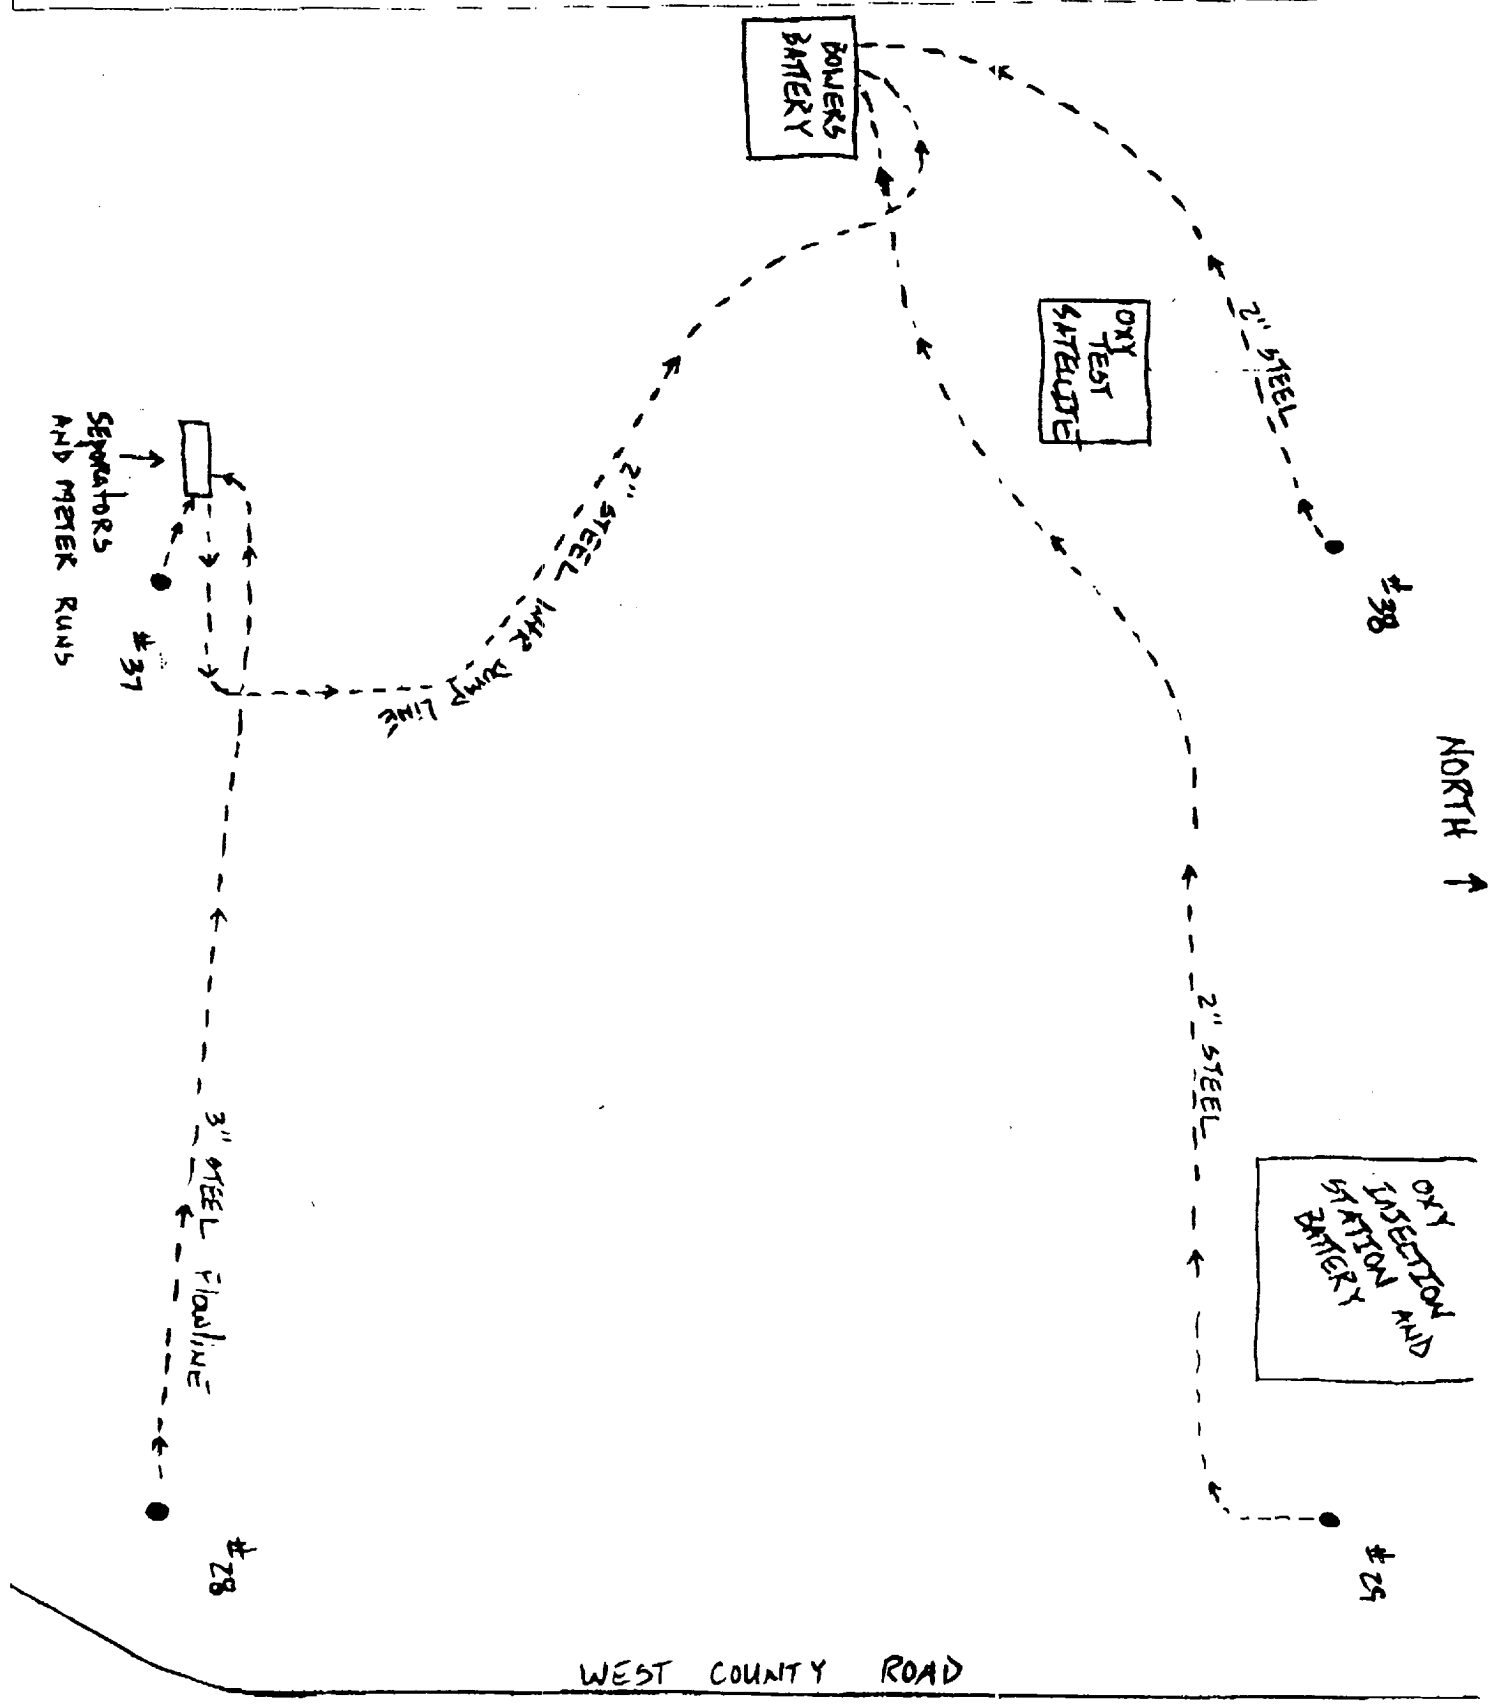 BOWERS
BATTERY
2" STEEL
OXY
TEST
SATELLITE
#38
SEPARATORS
AND METER RUNS
#37
2" STEEL WTR DUMP LINE
NORTH
2" STEEL
OXY
INJECTION
STATION AND
BATTERY
3" STEEL FlowlINE
#28
#29
WEST COUNTY ROAD